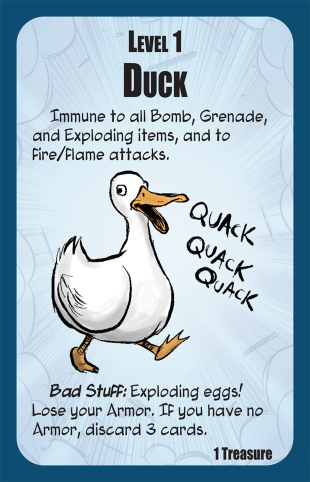 LEVEL 1
DUCK
Immune to all Bomb, Grenade,
and Exploding items, and to
fire/flame attacks.
QUACK
QUACK
QUACK
Bad Stuff: Exploding eggs!
Lose your Armor. If you have no
Armor, discard 3 cards.
1 Treasure